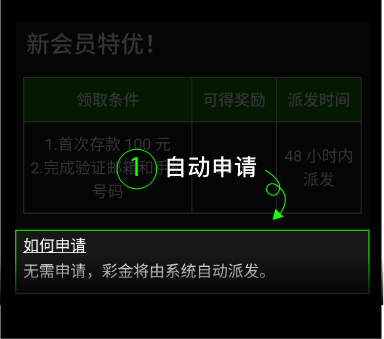 新会员特优！
领取条件 可得奖励 派发时间
1.首次存款 100 元
2.完成验证邮箱和手
号码
48 小时内
派发
1 自动申请
如何申请
无需申请，彩金将由系统自动派发。